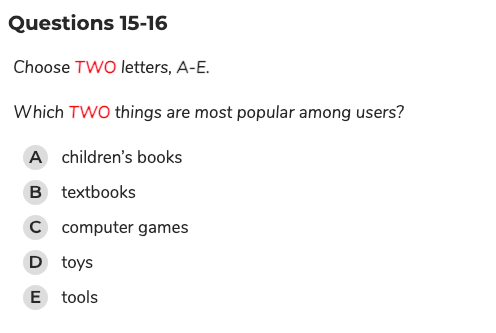 Questions 15-16
Choose TWO letters, A-E.
Which TWO things are most popular among users?
A children's books
B textbooks
C computer games
D toys
E tools